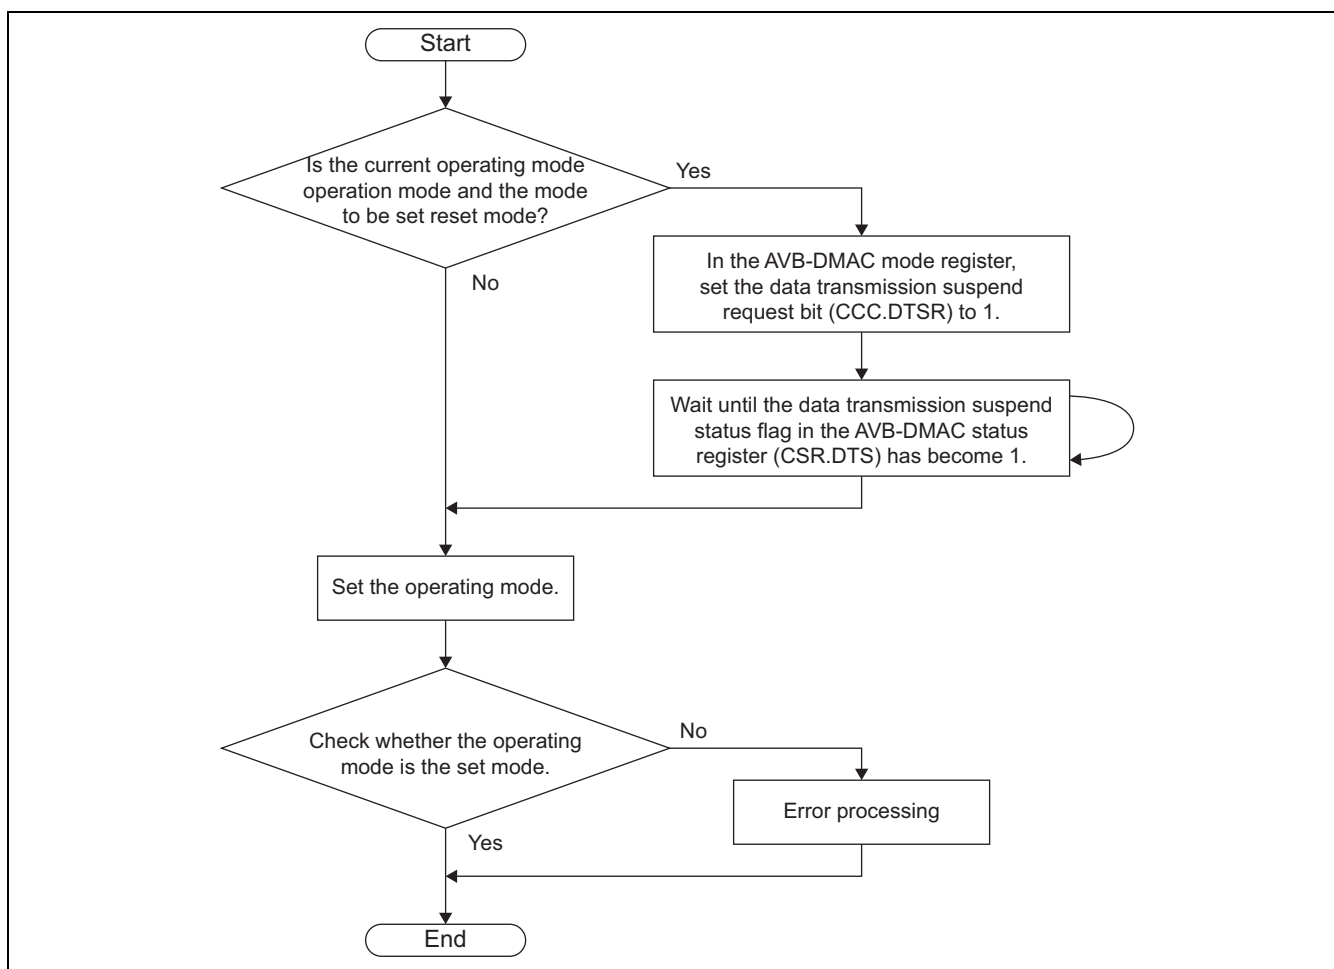 Start
Is the current operating mode
operation mode and the mode
to be set reset mode?
Yes
No
In the AVB-DMAC mode register,
set the data transmission suspend
request bit (CCC.DTSR) to 1.
Wait until the data transmission suspend
status flag in the AVB-DMAC status
register (CSR.DTS) has become 1.
Set the operating mode.
Check whether the operating
mode is the set mode.
No
Yes
Error processing
End